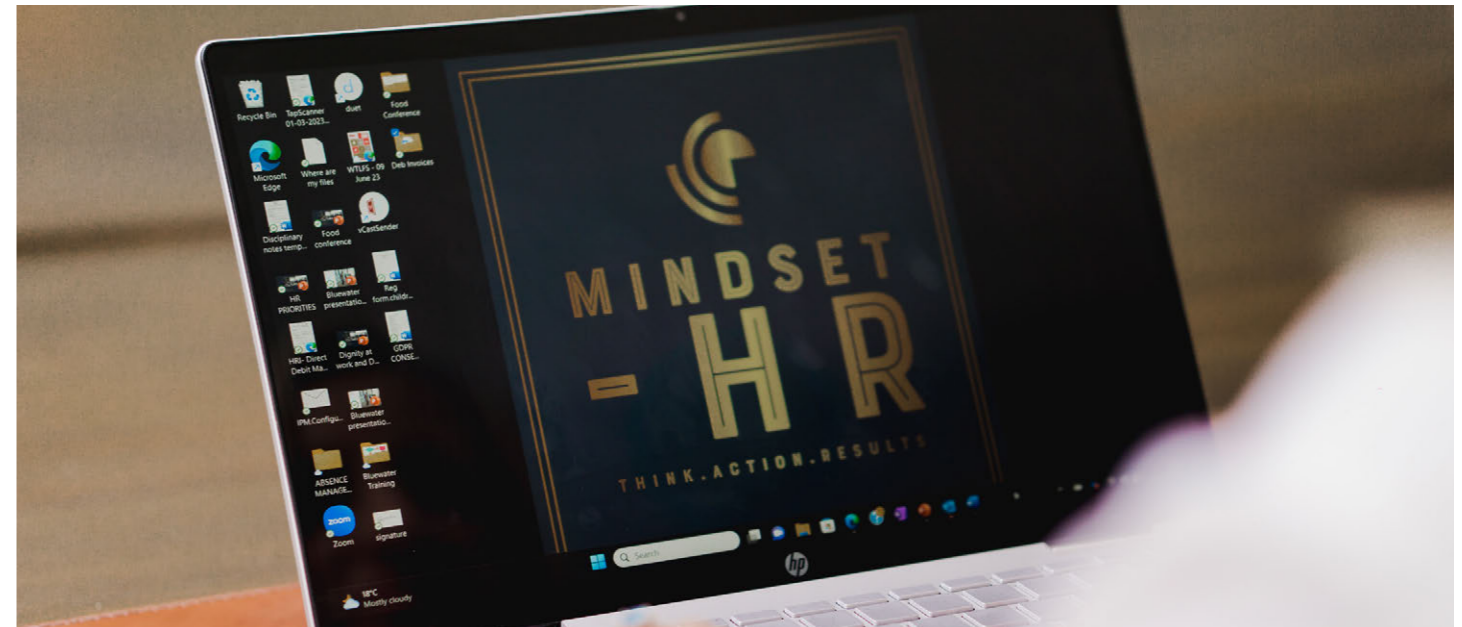 Recycle Bin
TapScanner
01-03-2023...
duet
Food
Conference
Microsoft
Edge
Where are
my files
WTLFS - 09
June 23
Deb Invoices
Disciplinary
notes temp...
Food
conference
vCastSender
HR
PRIORITIES
Bluewater
presentatio...
Reg
form.childr...
HRI- Direct
Debit Ma...
Dignity at
work and D...
GDPR
CONSE...
IPM.Configu...
Bluewater
presentatio...
ABSENCE
MANAGE...
Bluewater
Training
zoom
Zoom
signature
MINDSET
- HR
THINK.ACTION.RESULTS
Search
18°C
Mostly cloudy
hp